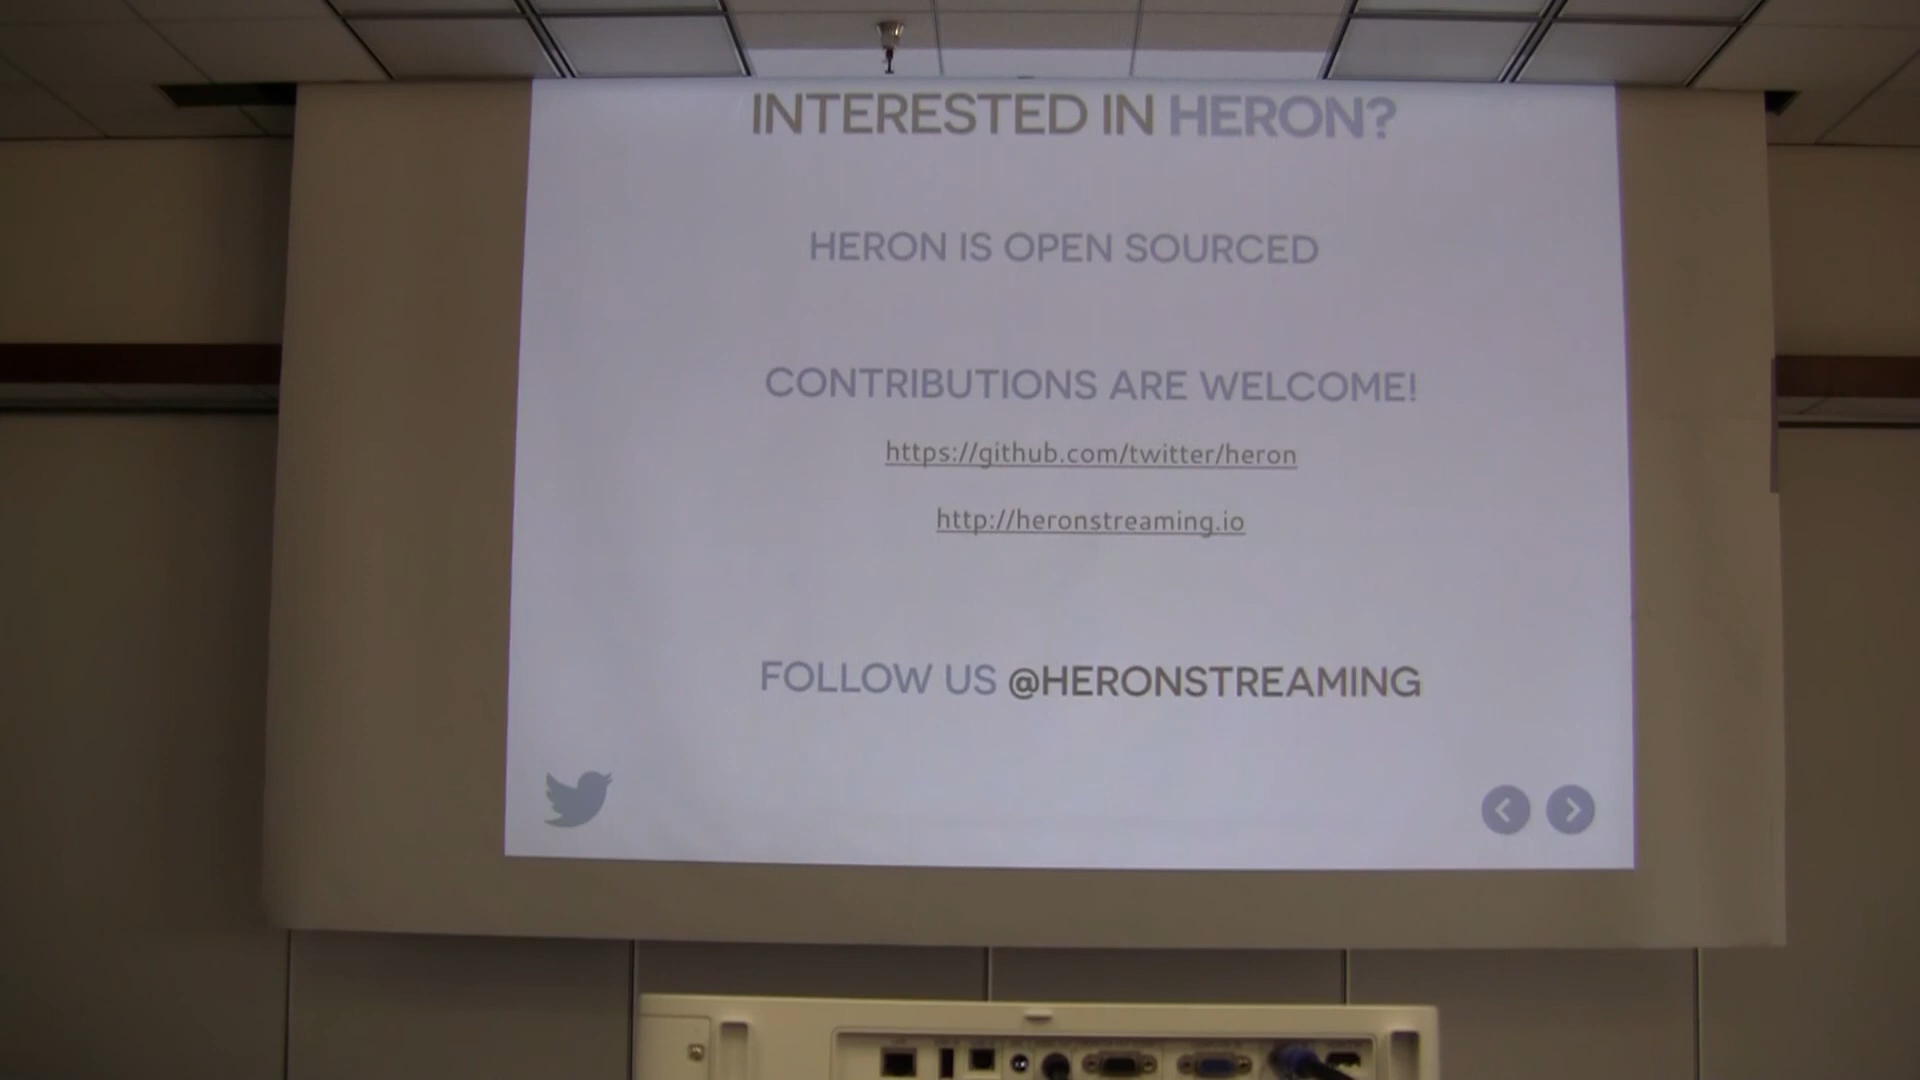 INTERESTED IN HERON?
HERON IS OPEN SOURCED
CONTRIBUTIONS ARE WELCOME!
https://github.com/twitter/heron
http://heronstreaming.io
FOLLOW US @HERONSTREAMING